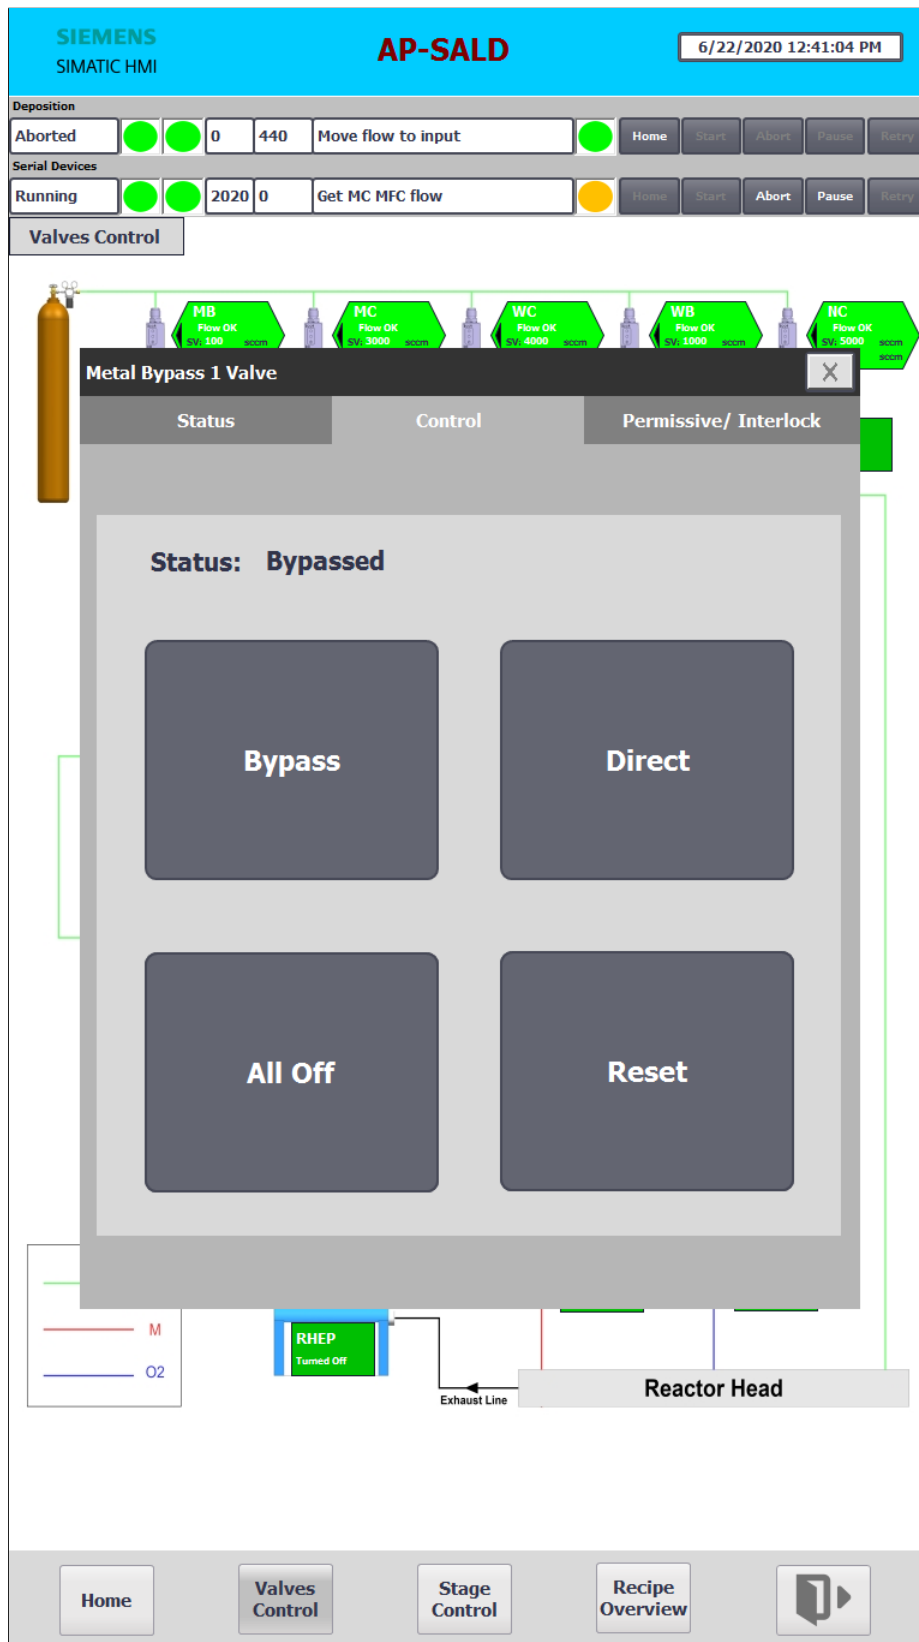 SIEMENS
SIMATIC HMI
AP-SALD
6/22/2020 12:41:04 PM
Deposition
Aborted 0 440 Move flow to input Home Start Abort Pause Retry
Serial Devices
Running 2020 0 Get MC MFC flow Home Start Abort Pause Retry
Valves Control
MB MC WC WB NC
Flow OK Flow OK Flow OK Flow OK Flow OK
SV: 100 sccm SV: 3000 sccm SV: 4000 sccm SV: 1000 sccm SV: 5000 sccm
sccm
Metal Bypass 1 Valve X
Status Control Permissive/ Interlock
Status: Bypassed
Bypass Direct
All Off Reset
M
RHEP
Turned Off
O2
Reactor Head
Exhaust Line
Home
Valves
Control
Stage
Control
Recipe
Overview